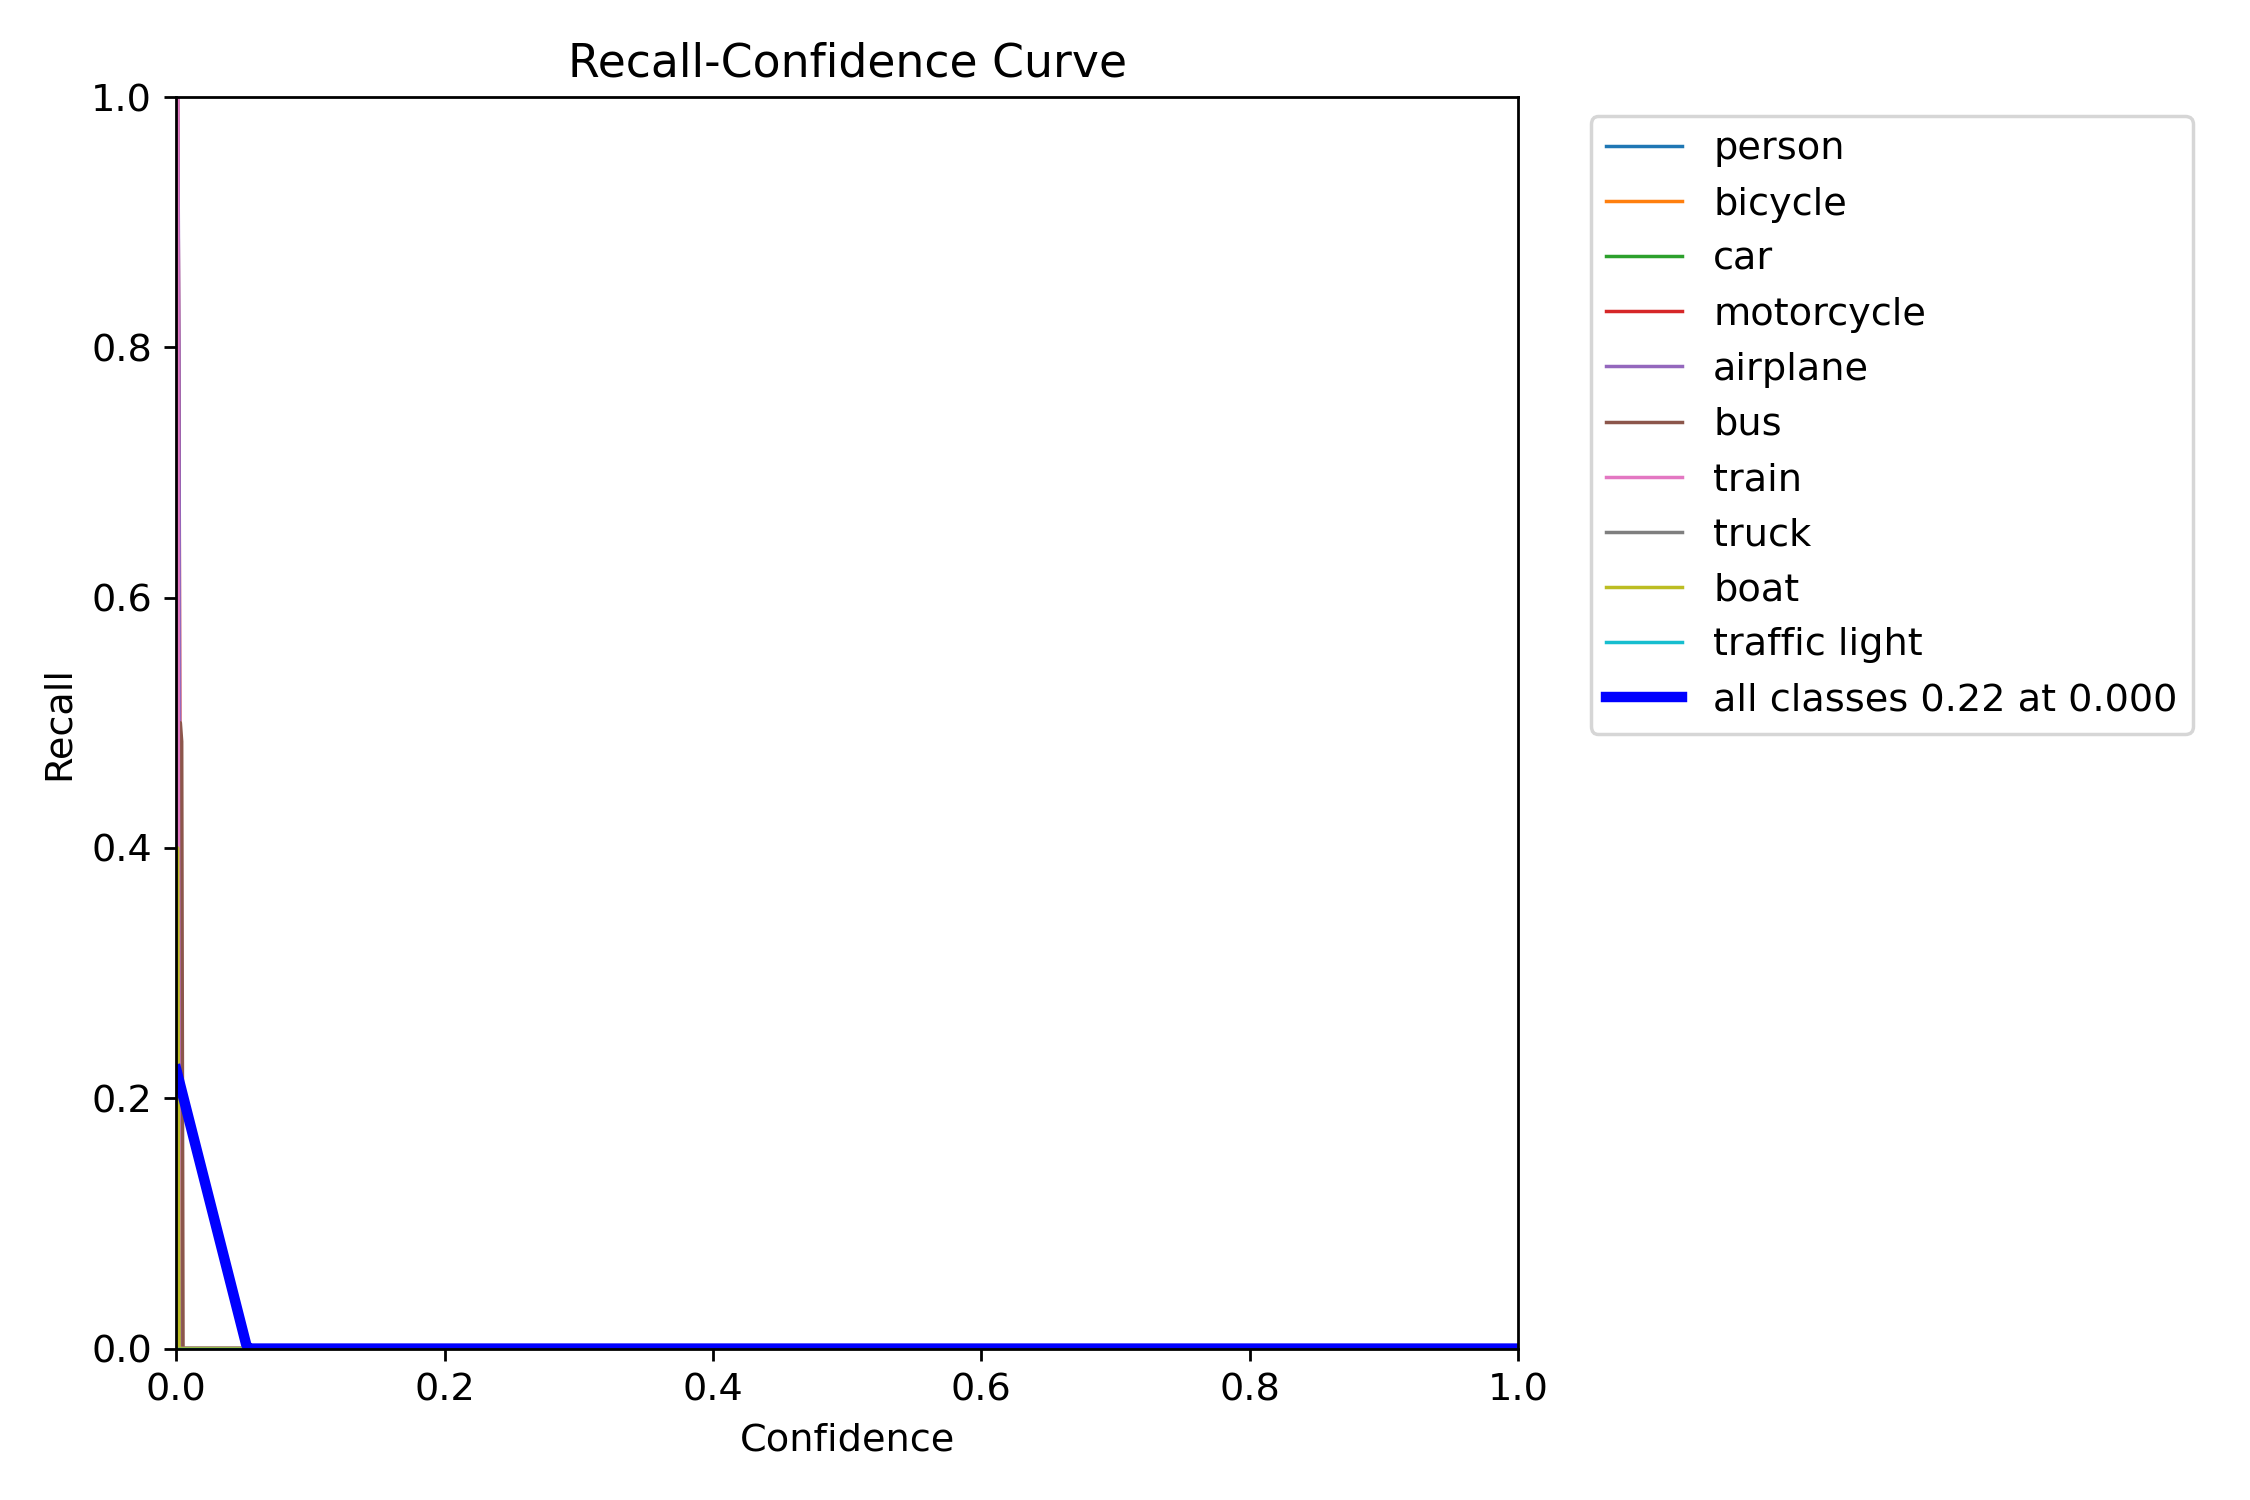 Recall-Confidence Curve
1.0
0.8
0.6
0.4
0.2
0.0
Recall
0.0 0.2 0.4 0.6 0.8 1.0
Confidence
person
bicycle
car
motorcycle
airplane
bus
train
truck
boat
traffic light
all classes 0.22 at 0.000